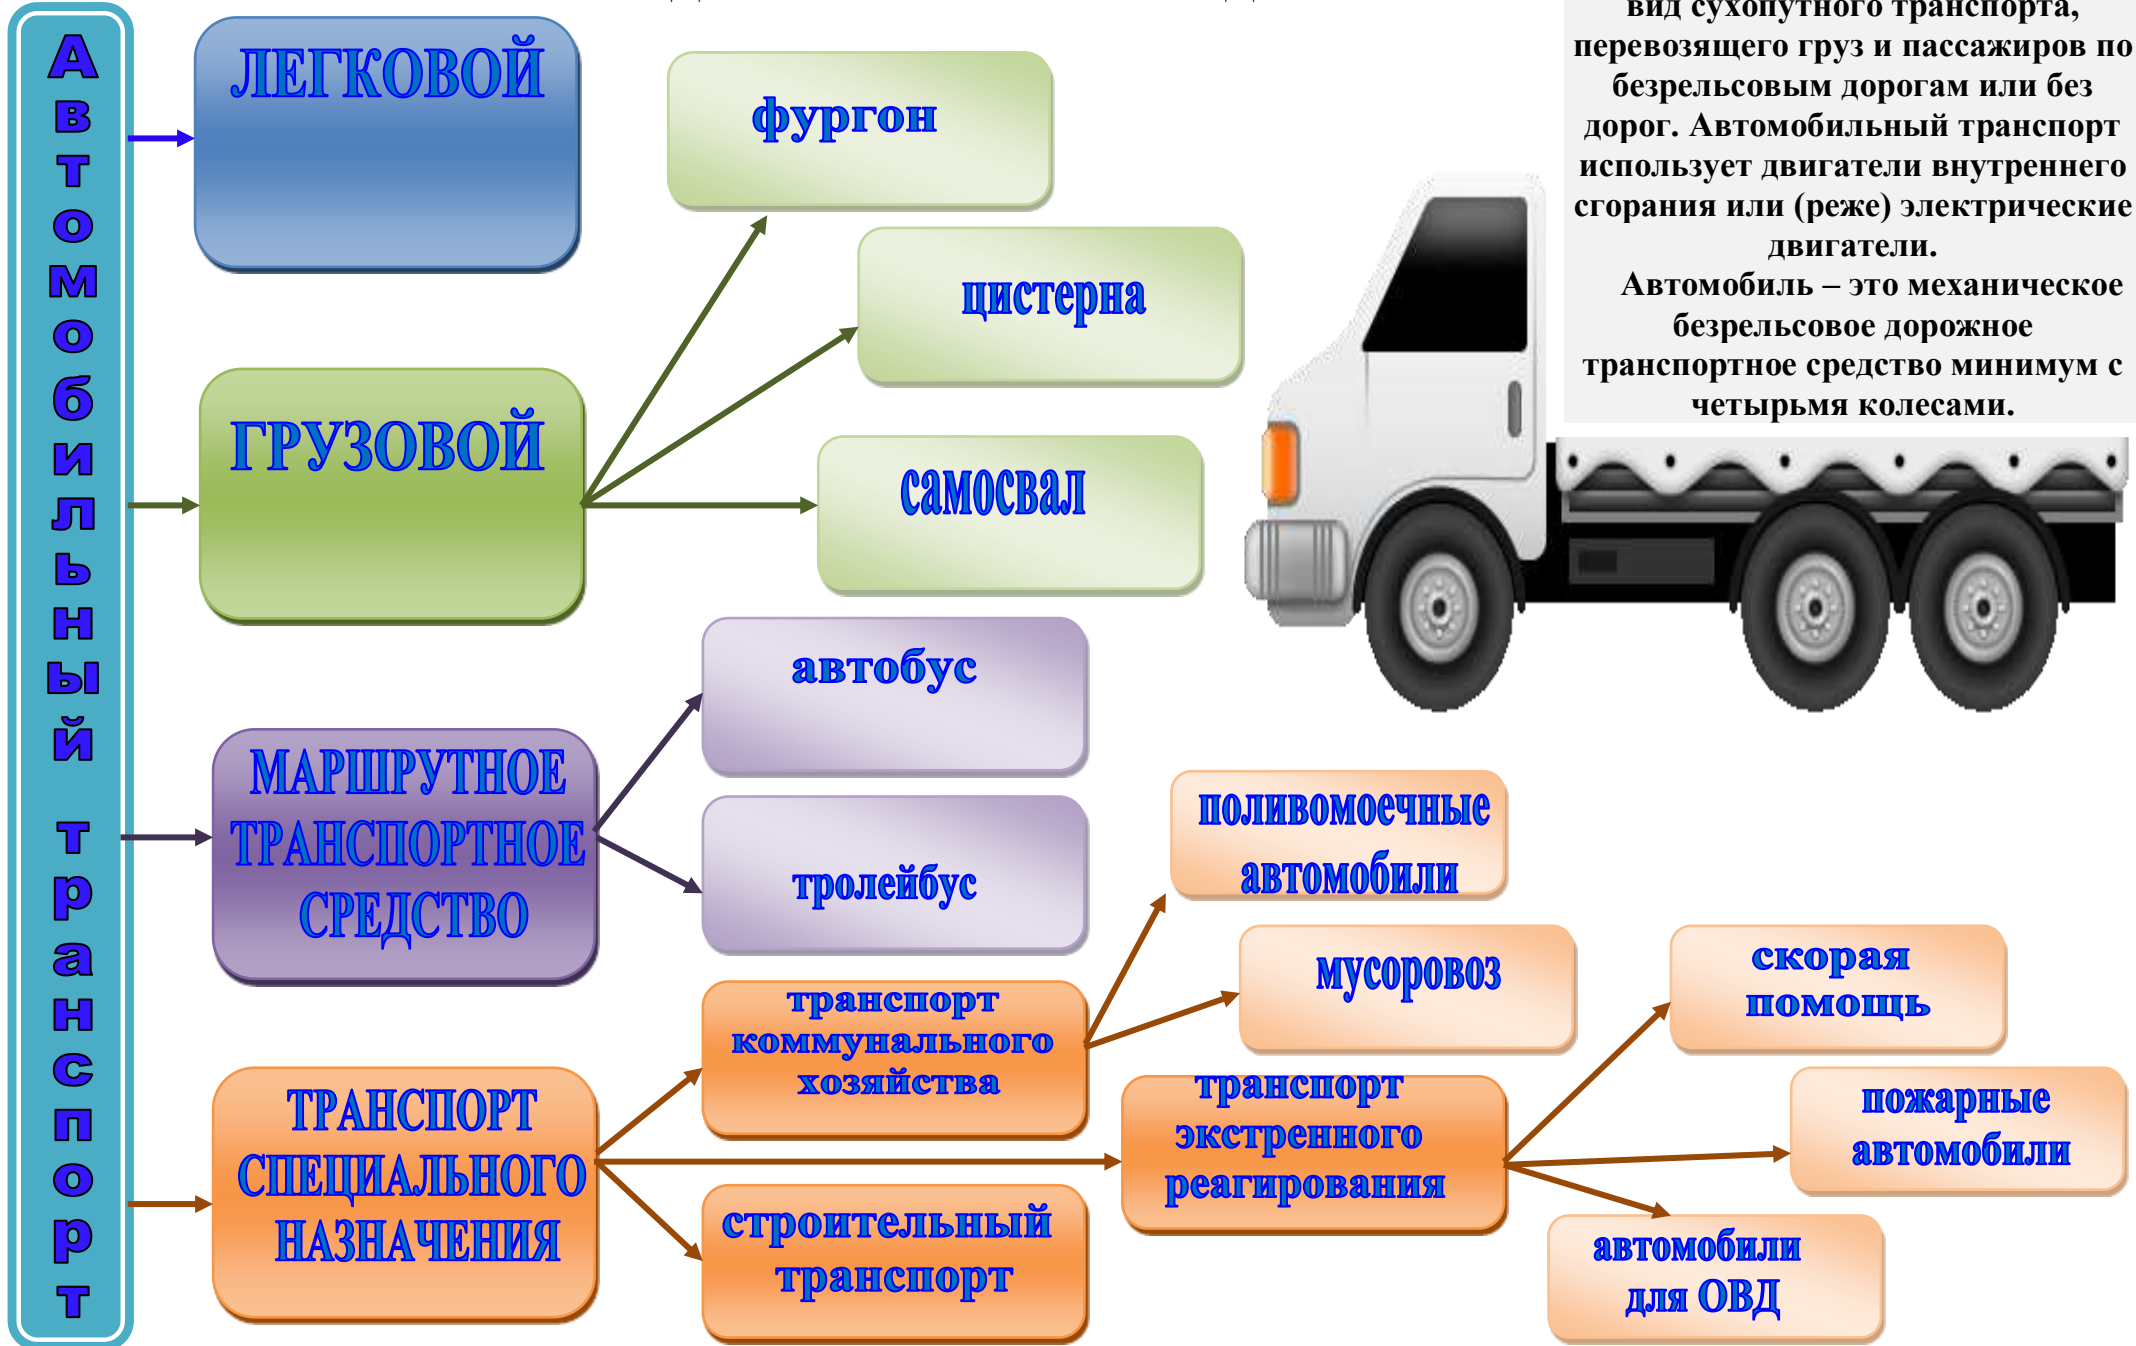 Автомобильный транспорт
ЛЕГКОВОЙ
ГРУЗОВОЙ
фургон
цистерна
самосвал
МАРШРУТНОЕ
ТРАНСПОРТНОЕ
СРЕДСТВО
автобус
тролейбус
ТРАНСПОРТ
СПЕЦИАЛЬНОГО
НАЗНАЧЕНИЯ
транспорт
коммунального
хозяйства
поливомоечные
автомобили
мусоровоз
транспорт
экстренного
реагирования
скорая
помощь
пожарные
автомобили
автомобили
для ОВД
строительный
транспорт
вид сухопутного транспорта,
перевозящего груз и пассажиров по
безрельсовым дорогам или без
дорог. Автомобильный транспорт
использует двигатели внутреннего
сгорания или (реже) электрические
двигатели.
Автомобиль – это механическое
безрельсовое дорожное
транспортное средство минимум с
четырьмя колесами.